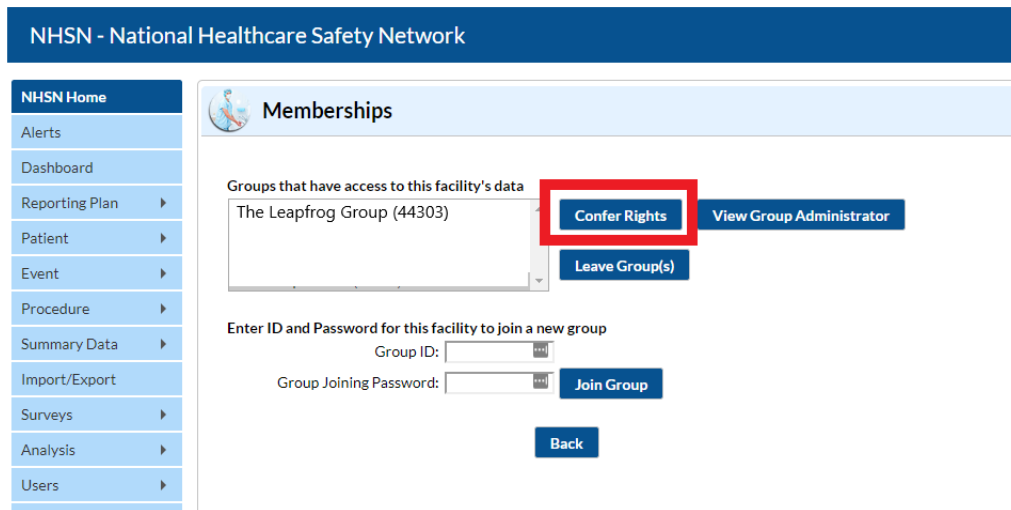 NHSN - National Healthcare Safety Network
NHSN Home
Alerts
Dashboard
Reporting Plan
Patient
Event
Procedure
Summary Data
Import/Export
Surveys
Analysis
Users
Memberships
Groups that have access to this facility's data
The Leapfrog Group (44303)
Confer Rights
View Group Administrator
Leave Group(s)
Enter ID and Password for this facility to join a new group
Group ID:
Group Joining Password:
Join Group
Back